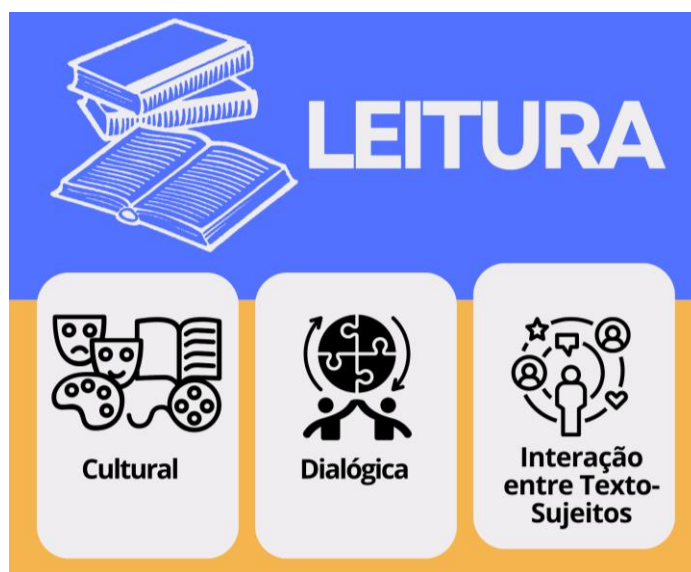 LEITURA
Cultural
Dialógica
Interação
entre Texto-
Sujeitos